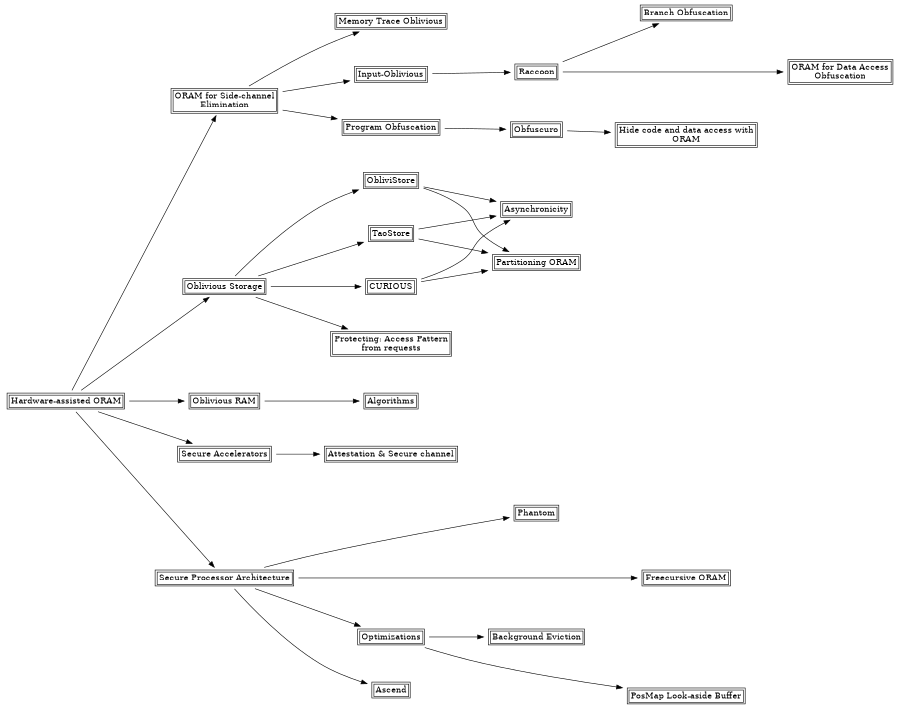 Branch Obfuscation
Memory Trace Oblivious
Input-Oblivious
Raccoon
ORAM for Data Access
Obfuscation
ORAM for Side-channel
Elimination
Program Obfuscation
Obfuscuro
Hide code and data access with
ORAM
ObliviStore
Asynchronicity
TaoStore
Partitioning ORAM
Oblivious Storage
CURIOUS
Protecting: Access Pattern
from requests
Hardware-assisted ORAM
Oblivious RAM
Algorithms
Secure Accelerators
Attestation & Secure channel
Phantom
Secure Processor Architecture
Freecursive ORAM
Optimizations
Background Eviction
Ascend
PosMap Look-aside Buffer